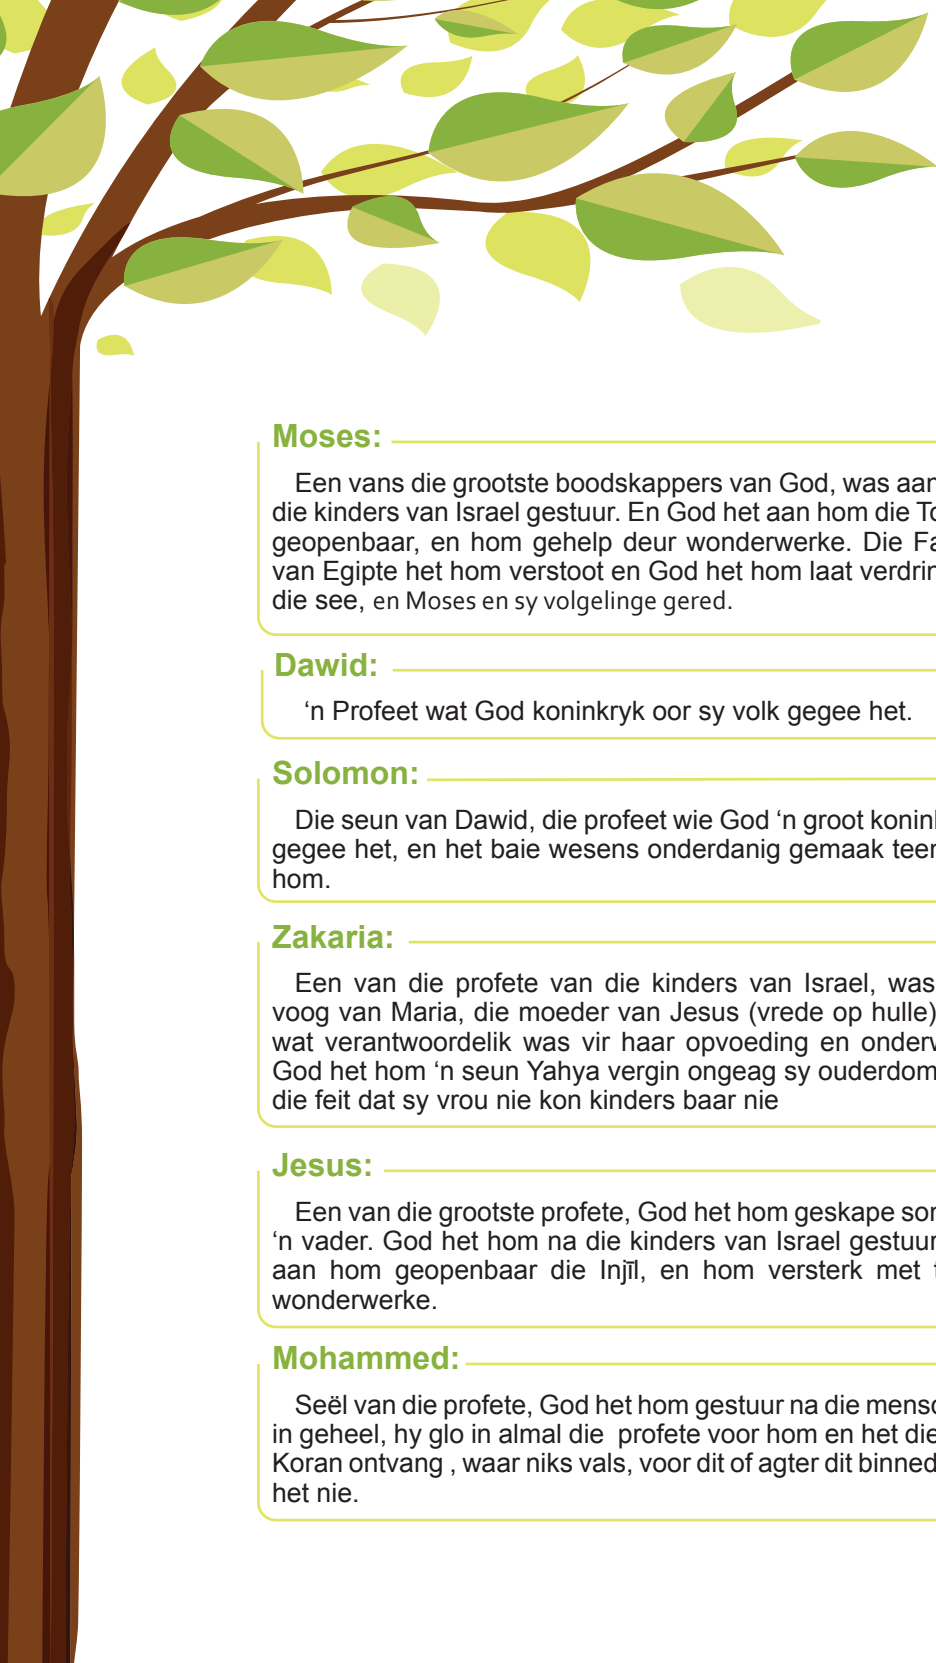 Moses:
Een vans die grootste boodskappers van God, was aan
die kinders van Israel gestuur. En God het aan hom die
geopenbaar, en hom gehelp deur wonderwerke. Die
van Egipte het hom verstoot en God het hom laat
die see, en Moses en sy volgelinge gered.
Dawid:
‘n Profeet wat God koninkryk oor sy volk gegee het.
Solomon:
Die seun van Dawid, die profeet wie God ‘n groot
gegee het, en het baie wesens onderdanig gemaak
hom.
Zakaria:
Een van die profete van die kinders van Israel, was
voog van Maria, die moeder van Jesus (vrede op hulle)
wat verantwoordelik was vir haar opvoeding en
God het hom ‘n seun Yahya vergin ongeag sy ouderdom
die feit dat sy vrou nie kon kinders baar nie
Jesus:
Een van die grootste profete, God het hom geskape
‘n vader. God het hom na die kinders van Israel gestuur
aan hom geopenbaar die Injīl, en hom versterk met
wonderwerke.
Mohammed:
Seël van die profete, God het hom gestuur na die
in geheel, hy glo in almal die profete voor hom en het die
Koran ontvang , waar niks vals, voor dit of agter dit
het nie.